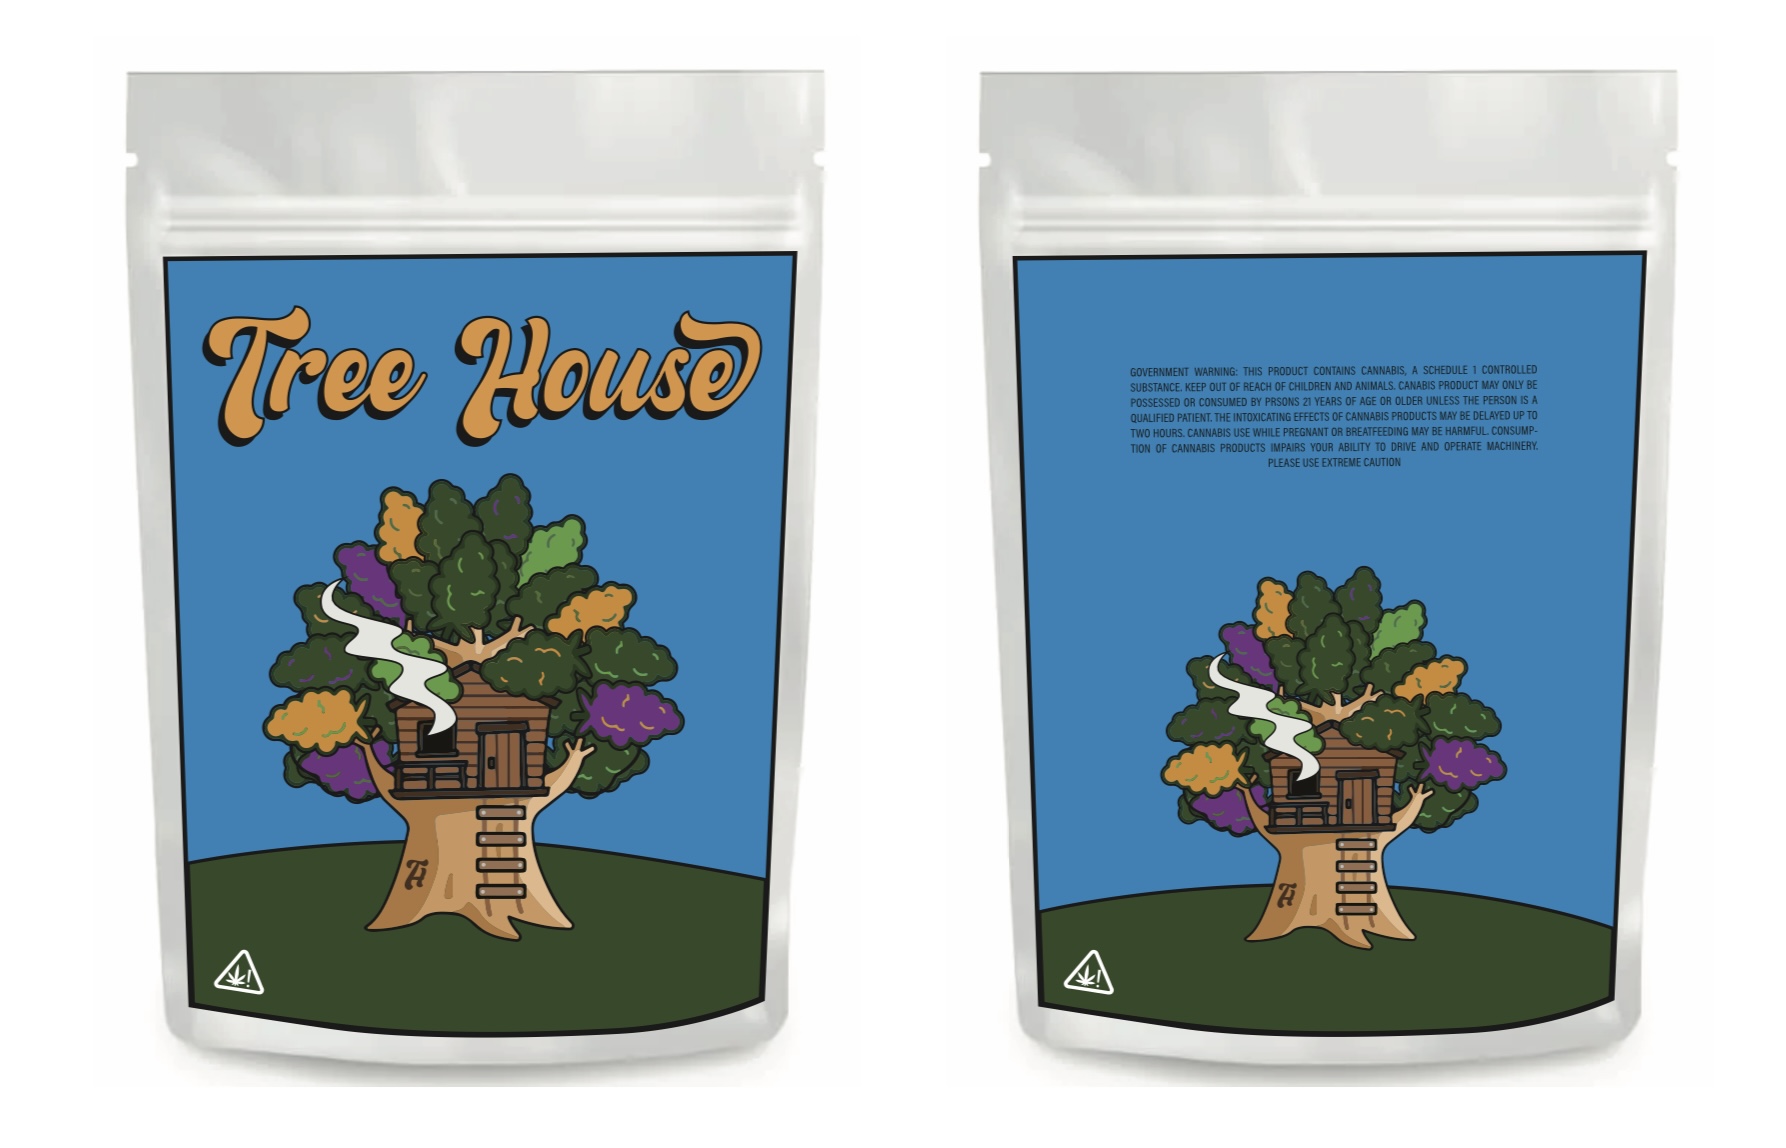 Tree House
TH
GOVERNMENT WARNING: THIS PRODUCT CONTAINS CANNABIS, A SCHEDULE 1 CONTROLLED
SUBSTANCE. KEEP OUT OF REACH OF CHILDREN AND ANIMALS. CANABIS PRODUCT MAY ONLY BE
POSSESSED OR CONSUMED BY PRSONS 21 YEARS OF AGE OR OLDER UNLESS THE PERSON IS A
QUALIFIED PATIENT. THE INTOXICATING EFFECTS OF CANNABIS PRODUCTS MAY BE DELAYED UP TO
TWO HOURS. CANNABIS USE WHILE PREGNANT OR BREATFEEDING MAY BE HARMFUL. CONSUMP-
TION OF CANNABIS PRODUCTS IMPAIRS YOUR ABILITY TO DRIVE AND OPERATE MACHINERY.
PLEASE USE EXTREME CAUTION
TH